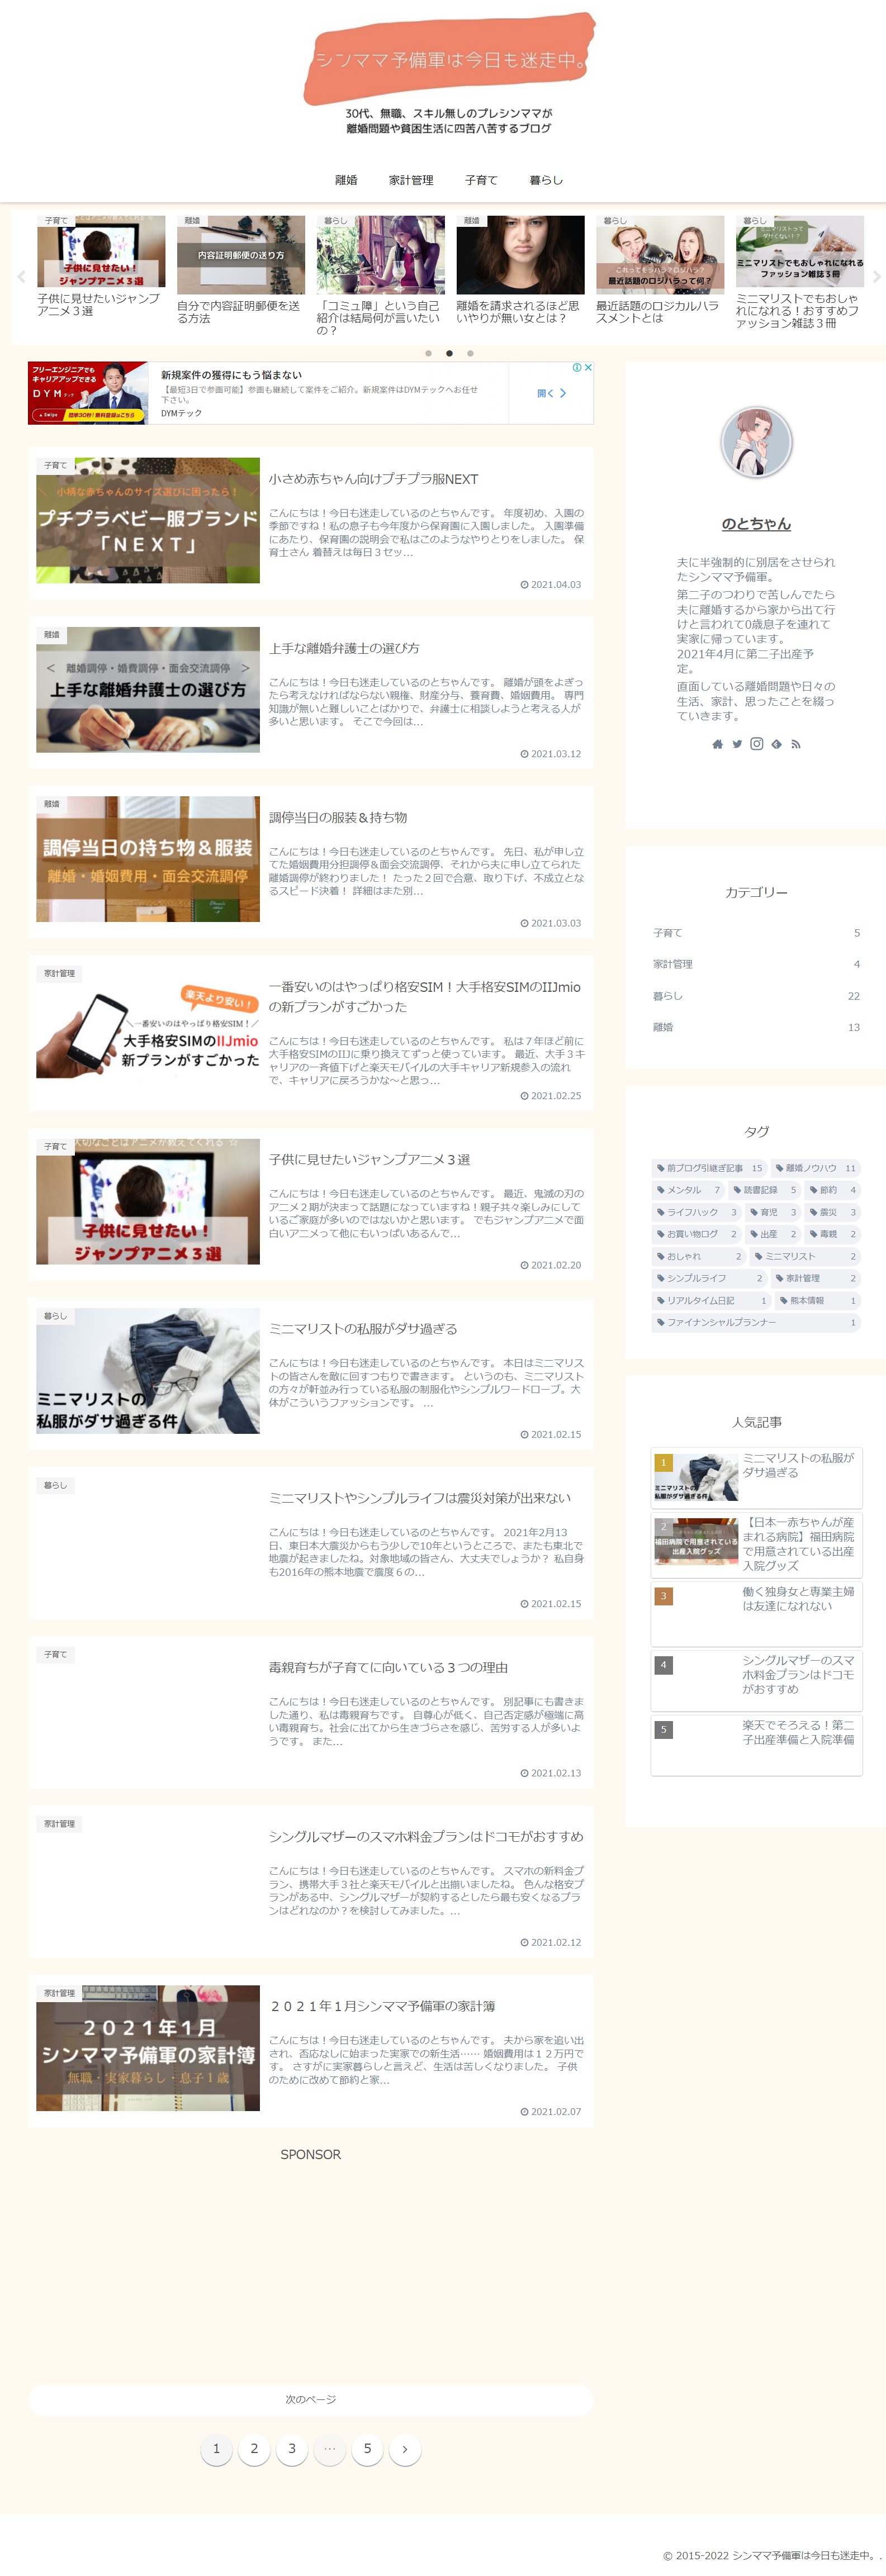 シンママ予備軍は今日も迷走中。
30代、無職、スキル無しのプレシンママが
離婚問題や貧困生活に四苦八苦するブログ
離婚
家計管理
子育て
暮らし
子育て
子供に見せたい！
ジャンプアニメ３選
子供に見せたいジャンプ
アニメ３選
離婚
内容証明郵便の送り方
自分で内容証明郵便を送
る方法
暮らし
「コミュ障」という自己
紹介は結局何が言いたい
の？
離婚
離婚を請求されるほど思
いやりが無い女とは？
暮らし
これってモラハラ？ロジハラ？
最近話題のロジハラって何？
最近話題のロジカルハラ
スメントとは
暮らし
ミニマリストって
ダサくない！？
ミニマリストでもおしゃれになれる
ファッション雑誌３冊
ミニマリストでもおしゃ
れになれる！おすすめフ
ァッション雑誌３冊
フリーエンジニアでも
キャリアアップできる
DYMテック
簡単30秒！無料登録はこちら
新規案件の獲得にもう悩まない
【最短3日で参画可能】参画も継続して案件をご紹介。新規案件はDYMテックへお任せ
下さい。
DYMテック
開く
子育て
＼ 小柄な赤ちゃんのサイズ選びに困ったら！ ／
プチプラベビー服ブランド
「ＮＥＸＴ」
小さめ赤ちゃん向けプチプラ服NEXT
こんにちは！今日も迷走しているのとちゃんです。 年度初め、入園の
季節ですね！私の息子も今年度から保育園に入園しました。 入園準備
にあたり、保育園の説明会で私はこのようなやりとりをしました。 保
育士さん 着替えは毎日３セッ...
2021.04.03
離婚
＜ 離婚調停・婚費調停・面会交流調停 ＞
上手な離婚弁護士の選び方
上手な離婚弁護士の選び方
こんにちは！今日も迷走しているのとちゃんです。 離婚が頭をよぎっ
たら考えなければならない親権、財産分与、養育費、婚姻費用。 専門
知識が無いと難しいことばかりで、弁護士に相談しようと考える人が
多いと思います。 そこで今回は...
2021.03.12
離婚
調停当日の持ち物＆服装
離婚・婚姻費用・面会交流調停
調停当日の服装＆持ち物
こんにちは！今日も迷走しているのとちゃんです。 先日、私が申し立
てた婚姻費用分担調停＆面会交流調停、それから夫に申し立てられた
離婚調停が終わりました！ たった２回で合意、取り下げ、不成立とな
るスピード決着！ 詳細はまた別...
2021.03.03
家計管理
楽天より安い！
＼一番安いのはやっぱり格安SIM！／
大手格安SIMのIIJmio
新プランがすごかった
一番安いのはやっぱり格安SIM！大手格安SIMのIIJmio
の新プランがすごかった
こんにちは！今日も迷走しているのとちゃんです。 私は７年ほど前に
大手格安SIMのIIJに乗り換えてずっと使っています。 最近、大手３キ
ャリアの一斉値下げと楽天モバイルの大手キャリア新規参入の流れ
で、キャリアに戻ろうかな～と思っ...
2021.02.25
子育て
大切なことはアニメが教えてくれる ☆
子供に見せたい！
ジャンプアニメ３選
子供に見せたいジャンプアニメ３選
こんにちは！今日も迷走しているのとちゃんです。 最近、鬼滅の刃の
アニメ２期が決まって話題になっていますね！親子共々楽しみにして
いるご家庭が多いのではないかと思います。 でもジャンプアニメで面
白いアニメって他にもいっぱいいあるんで...
2021.02.20
暮らし
ミニマリストの
私服がダサ過ぎる件
ミニマリストの私服がダサ過ぎる
こんにちは！今日も迷走しているのとちゃんです。 本日はミニマリス
トの皆さんを敵に回すつもりで書きます。 というのも、ミニマリスト
の方々が軒並み行っている私服の制服化やシンプルワードローブ。大
体がこういうファッションです。 ...
2021.02.15
暮らし
ミニマリストやシンプルライフは震災対策が出来ない
こんにちは！今日も迷走しているのとちゃんです。 2021年2月13
日、東日本大震災からもう少しで10年というところで、またも東北で
地震が起きましたね。対象地域の皆さん、大丈夫でしょうか？ 私自身
も2016年の熊本地震で震度６の...
2021.02.15
子育て
毒親育ちが子育てに向いている３つの理由
こんにちは！今日も迷走しているのとちゃんです。 別記事にも書きま
した通り、私は毒親育ちです。 自尊心が低く、自己否定感が極端に高
い毒親育ち。社会に出てから生きづらさを感じ、苦労する人が多いよ
うです。 また...
2021.02.13
家計管理
シングルマザーのスマホ料金プランはドコモがおすすめ
こんにちは！今日も迷走しているのとちゃんです。 スマホの新料金プ
ラン、携帯大手３社と楽天モバイルと出揃いましたね。 色んな格安プ
ランがある中、シングルマザーが契約するとしたら最も安くなるプラ
ンはどれなのか？を検討してみました。...
2021.02.12
家計管理
２０２１年１月
シンママ予備軍の家計簿
無職・実家暮らし・息子１歳
２０２１年１月シンママ予備軍の家計簿
こんにちは！今日も迷走しているのとちゃんです。 夫から家を追い出
され、否応なしに始まった実家での新生活…… 婚姻費用は１２万円で
す。 さすがに実家暮らしと言えど、生活は苦しくなりました。 子供
のために改めて節約と家...
2021.02.07
SPONSOR
次のページ
1
2
3
…
5
のとちゃん
夫に半強制的に別居をさせられ
たシンママ予備軍。
第二子のつわりで苦しんでたら
夫に離婚するから家から出て行
けと言われて0歳息子を連れて
実家に帰っています。
2021年4月に第二子出産予
定。
直面している離婚問題や日々の
生活、家計、思ったことを綴っ
ていきます。
カテゴリー
子育て 5
家計管理 4
暮らし 22
離婚 13
タグ
前ブログ引継ぎ記事 15 離婚ノウハウ 11
メンタル 7 読書記録 5 節約 4
ライフハック 3 育児 3 震災 3
お買い物ログ 2 出産 2 毒親 2
おしゃれ 2 ミニマリスト 2
シンプルライフ 2 家計管理 2
リアルタイム日記 1 熊本情報 1
ファイナンシャルプランナー 1
人気記事
1
ミニマリストの
私服がダサ過ぎる件
ミニマリストの私服が
ダサ過ぎる
2
福田病院で用意されている
出産入院グッズ
【日本一赤ちゃんが産
まれる病院】福田病院
で用意されている出産
入院グッズ
3
働く独身女と専業主婦
は友達になれない
4
シングルマザーのスマ
ホ料金プランはドコモ
がおすすめ
5
楽天でそろえる！第二
子出産準備と入院準備
© 2015-2022 シンママ予備軍は今日も迷走中。.